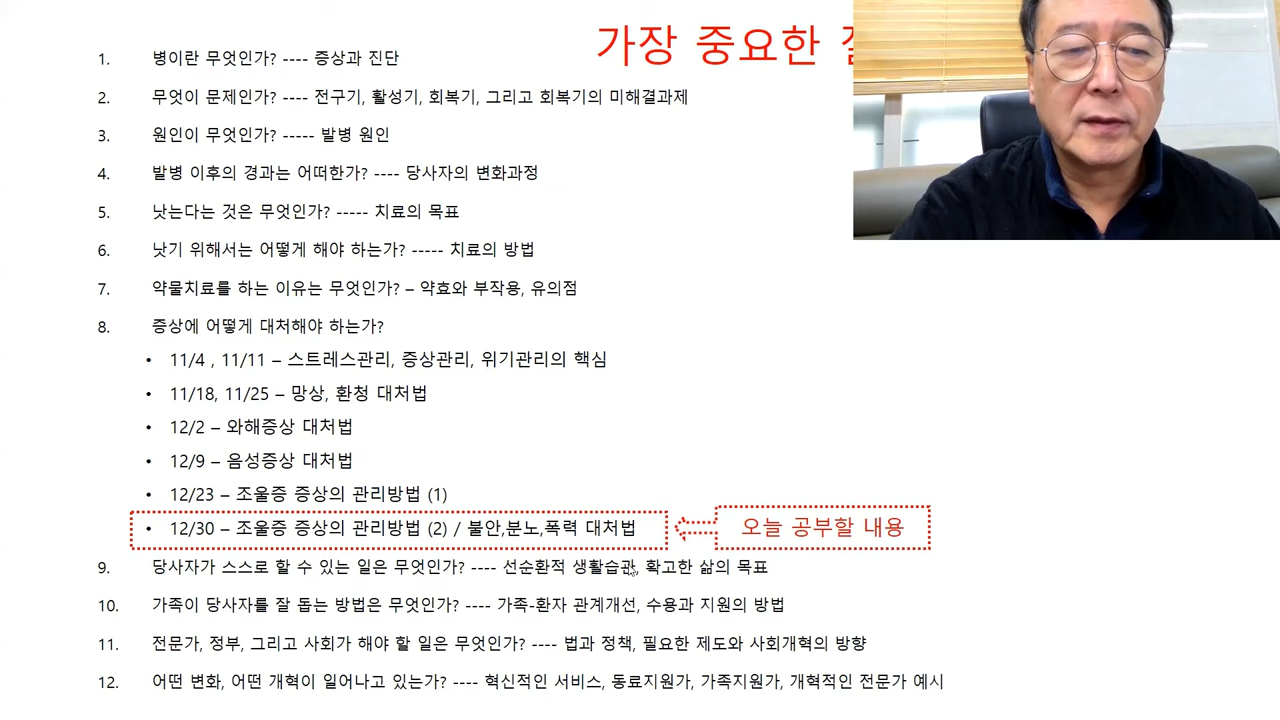 가장 중요한
1. 병이란 무엇인가? ---- 증상과 진단
2. 무엇이 문제인가? ---- 전구기, 활성기, 회복기, 그리고 회복기의 미해결과제
3. 원인이 무엇인가? ----- 발병 원인
4. 발병 이후의 경과는 어떠한가? ---- 당사자의 변화과정
5. 낫는다는 것은 무엇인가? ----- 치료의 목표
6. 낫기 위해서는 어떻게 해야 하는가? ----- 치료의 방법
7. 약물치료를 하는 이유는 무엇인가? – 약효와 부작용, 유의점
8. 증상에 어떻게 대처해야 하는가?
• 11/4 , 11/11 – 스트레스관리, 증상관리, 위기관리의 핵심
• 11/18, 11/25 – 망상, 환청 대처법
• 12/2 – 와해증상 대처법
• 12/9 – 음성증상 대처법
• 12/23 – 조울증 증상의 관리방법 (1)
• 12/30 – 조울증 증상의 관리방법 (2) / 불안,분노,폭력 대처법
오늘 공부할 내용
9. 당사자가 스스로 할 수 있는 일은 무엇인가? ---- 선순환적 생활습관, 확고한 삶의 목표
10. 가족이 당사자를 잘 돕는 방법은 무엇인가? ---- 가족-환자 관계개선, 수용과 지원의 방법
11. 전문가, 정부, 그리고 사회가 해야 할 일은 무엇인가? ---- 법과 정책, 필요한 제도와 사회개혁의 방향
12. 어떤 변화, 어떤 개혁이 일어나고 있는가? ---- 혁신적인 서비스, 동료지원가, 가족지원가, 개혁적인 전문가 예시